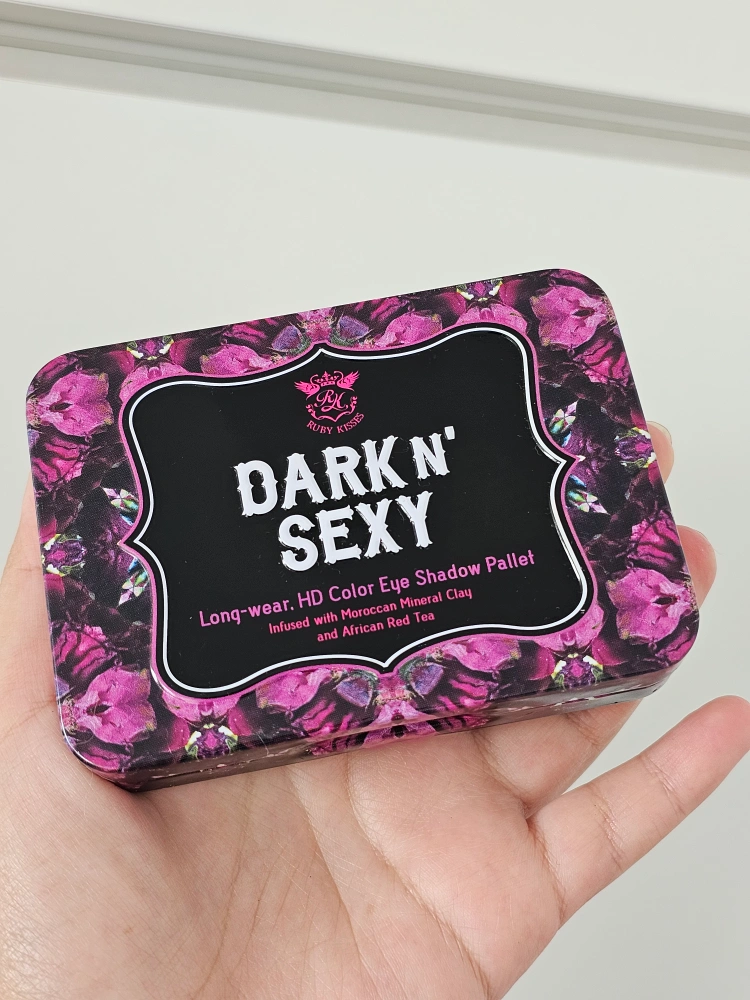 RK
RUBY KISSES
DARK N'
SEXY
Long-wear, HD Color Eye Shadow Pallet
Infused with Moroccan Mineral Clay
and African Red Tea